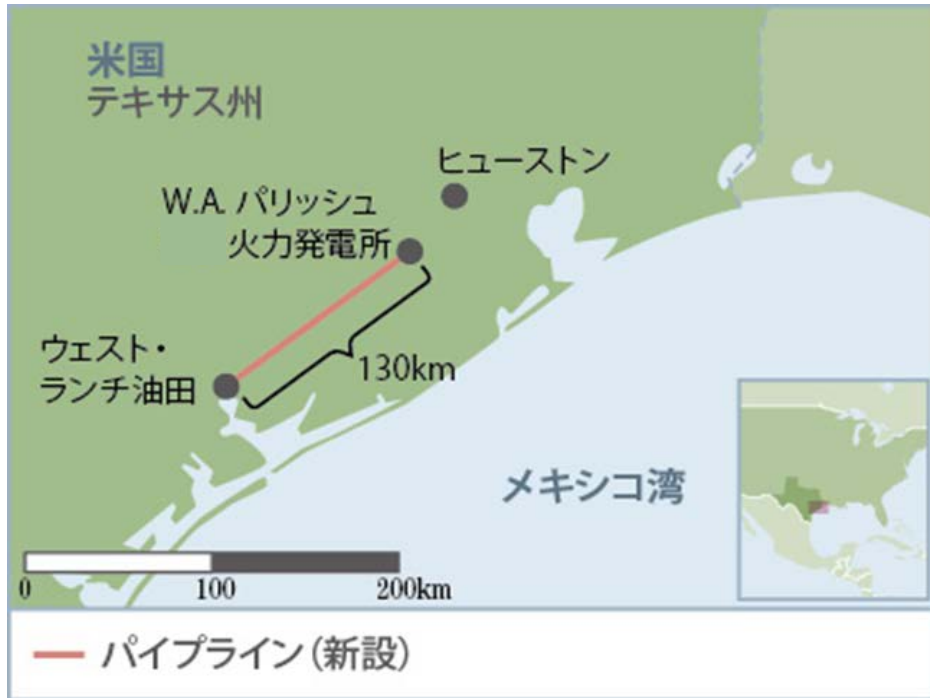 米国
テキサス州
ヒューストン
W.A. パリッシュ
火力発電所
ウェスト・
ランチ油田
130km
メキシコ湾
0 100 200km
パイプライン（新設）